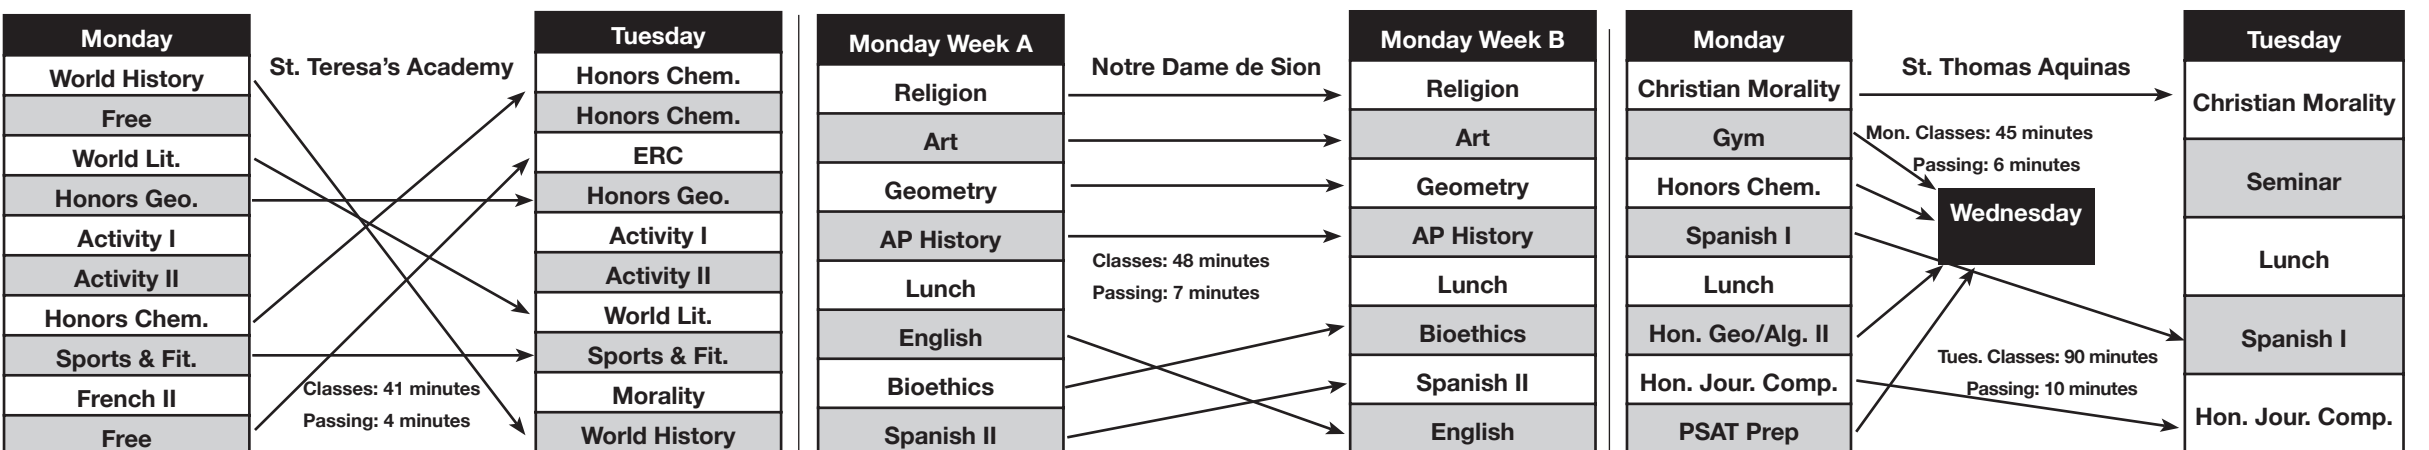 Monday
World History
Free
World Lit.
Honors Geo.
Activity I
Activity II
Honors Chem.
Sports & Fit.
French II
Free
St. Teresa's Academy
Classes: 41 minutes
Passing: 4 minutes
Tuesday
Honors Chem.
Honors Chem.
ERC
Honors Geo.
Activity I
Activity II
World Lit.
Sports & Fit.
Morality
World History
Monday Week A
Religion
Art
Geometry
AP History
Lunch
English
Bioethics
Spanish II
Notre Dame de Sion
Classes: 48 minutes
Passing: 7 minutes
Monday Week B
Religion
Art
Geometry
AP History
Lunch
Bioethics
Spanish II
English
Monday
Christian Morality
Gym
Honors Chem.
Spanish I
Lunch
Hon. Geo/Alg. II
Hon. Jour. Comp.
PSAT Prep
St. Thomas Aquinas
Mon. Classes: 45 minutes
Passing: 6 minutes
Wednesday
Tues. Classes: 90 minutes
Passing: 10 minutes
Tuesday
Christian Morality
Seminar
Lunch
Spanish I
Hon. Jour. Comp.